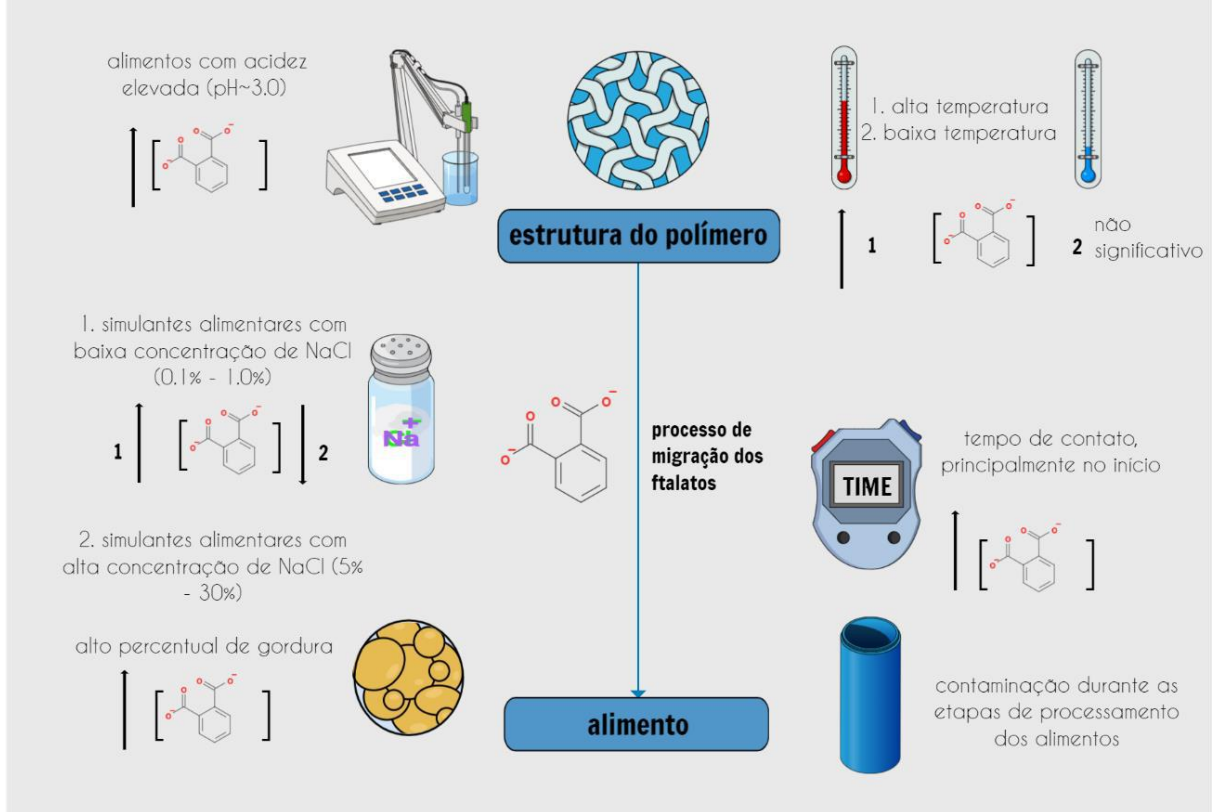 alimentos com acidez
elevada (pH~3.0)
estrutura do polímero
1. alta temperatura
2. baixa temperatura
1
2
não
significativo
1. simulantes alimentares com
baixa concentração de NaCl
(0.1% - 1.0%)
1
2
Na
+
2. simulantes alimentares com
alta concentração de NaCl (5%
- 30%)
alto percentual de gordura
O
O⁻
O
O⁻
processo de
migração dos
ftalatos
TIME
tempo de contato,
principalmente no início
alimento
contaminação durante as
etapas de processamento
dos alimentos